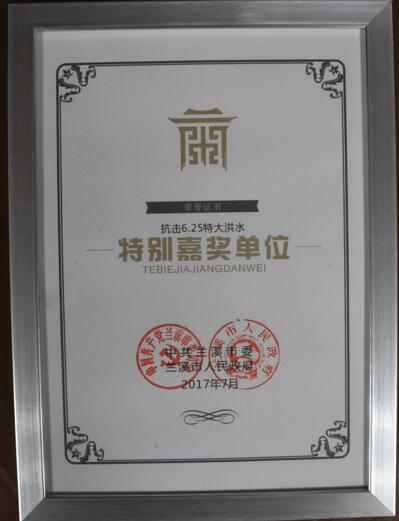 荣誉证书
抗击6.25特大洪水
特别嘉奖单位
TEBIEJIAJIANGDANWEI
中共兰溪市委
兰溪市人民政府
2017年7月